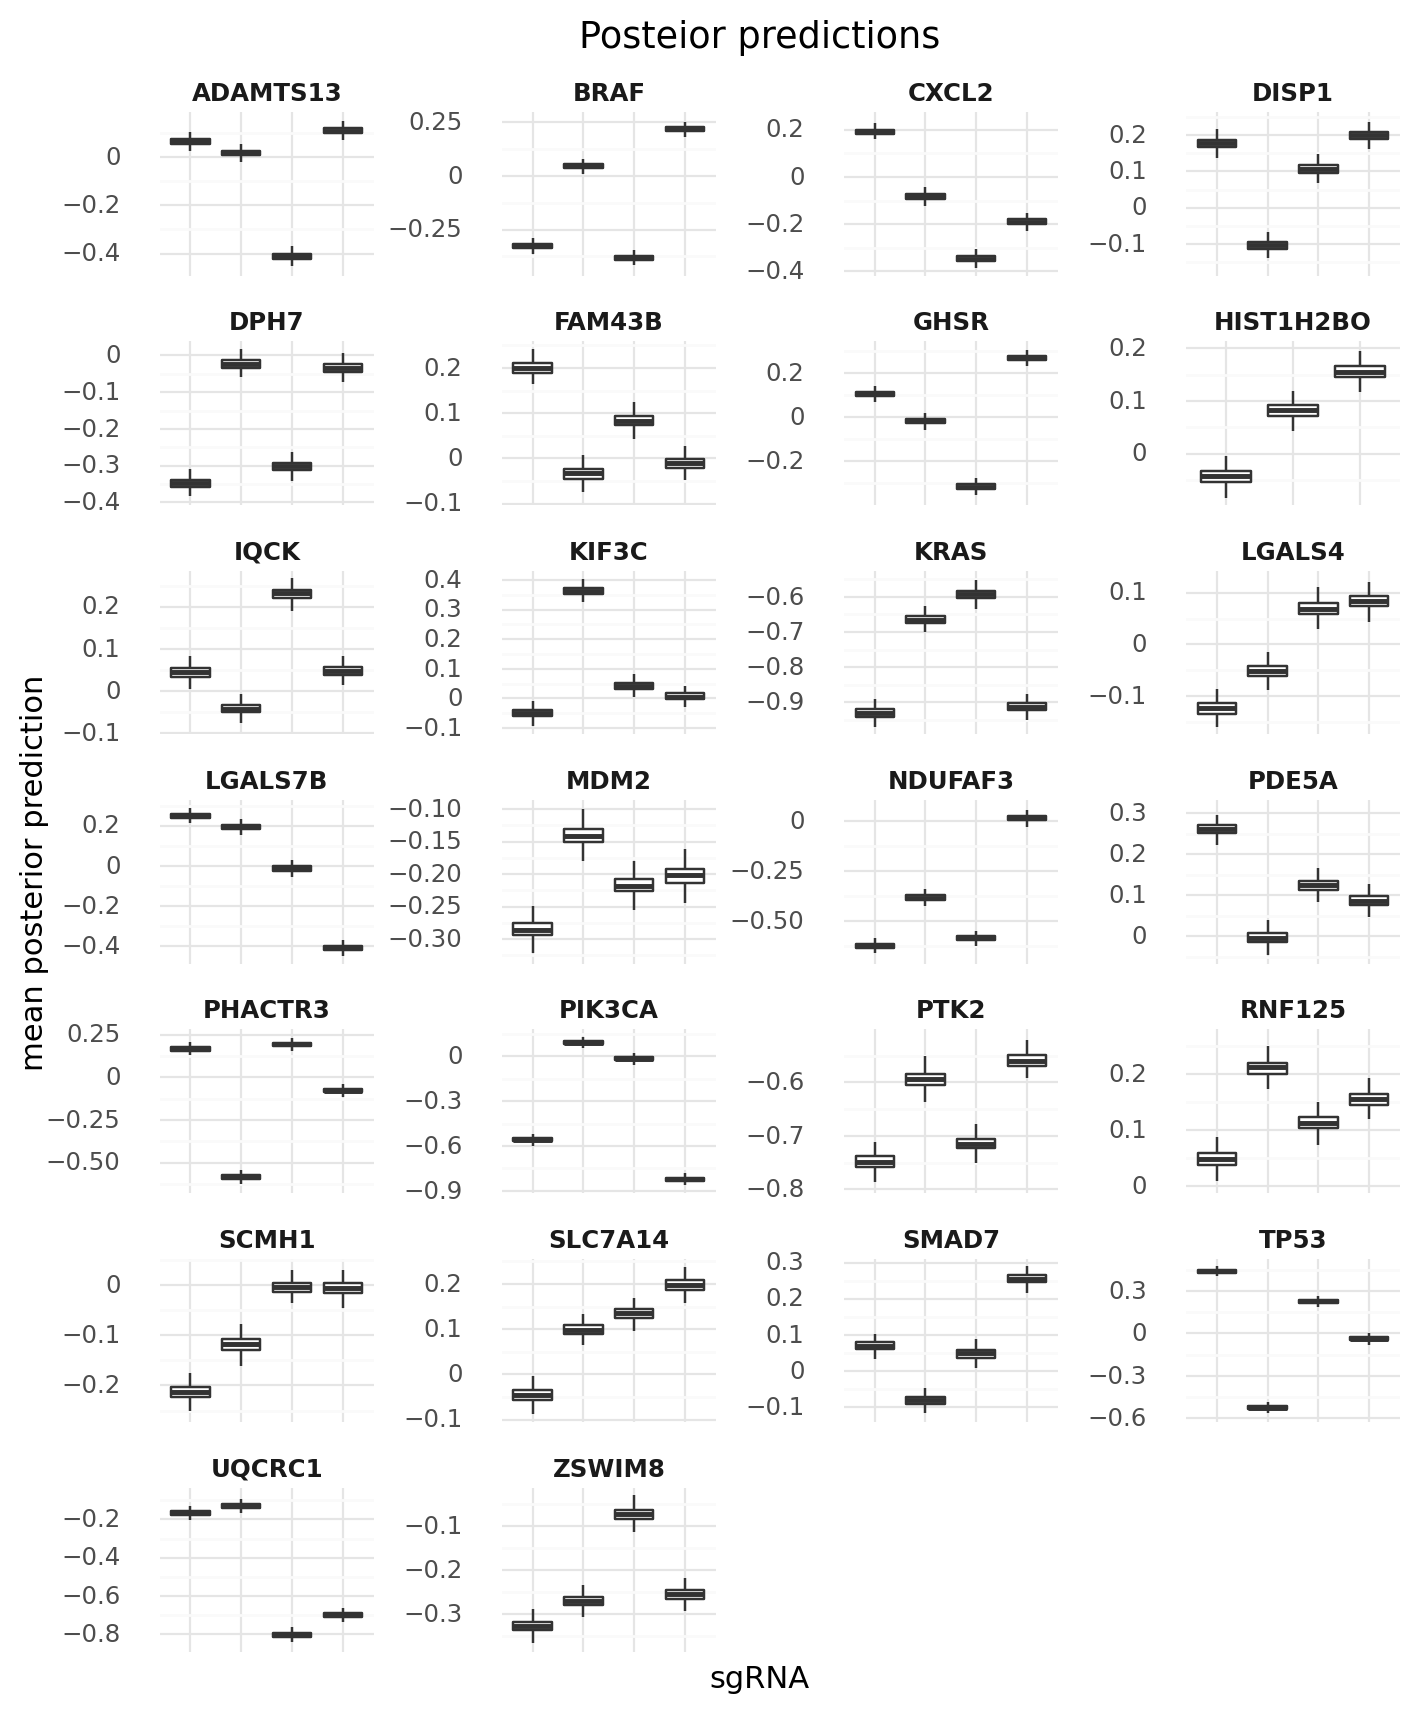 Posteior predictions
ADAMTS13 BRAF CXCL2 DISP1
0 −0.2 −0.4
0.25 0 −0.25
0.2 0 −0.2 −0.4
0.2 0.1 0 −0.1
DPH7 FAM43B GHSR HIST1H2BO
0 −0.1 −0.2 −0.3 −0.4
0.2 0.1 0 −0.1
0.2 0 −0.2
0.2 0.1 0
IQCK KIF3C KRAS LGALS4
0.2 0.1 0 −0.1
0.4 0.3 0.2 0.1 0 −0.1
−0.6 −0.7 −0.8 −0.9
0.1 0 −0.1
mean posterior prediction
LGALS7B MDM2 NDUFAF3 PDE5A
0.2 0 −0.2 −0.4
−0.10 −0.15 −0.20 −0.25 −0.30
0 −0.25 −0.50
0.3 0.2 0.1 0
PHACTR3 PIK3CA PTK2 RNF125
0.25 0 −0.25 −0.50
0 −0.3 −0.6 −0.9
−0.6 −0.7 −0.8
0.2 0.1 0
SCMH1 SLC7A14 SMAD7 TP53
0 −0.1 −0.2
0.2 0.1 0 −0.1
0.3 0.2 0.1 0 −0.1
0.3 0 −0.3 −0.6
UQCRC1 ZSWIM8
−0.2 −0.4 −0.6 −0.8
−0.1 −0.2 −0.3
sgRNA